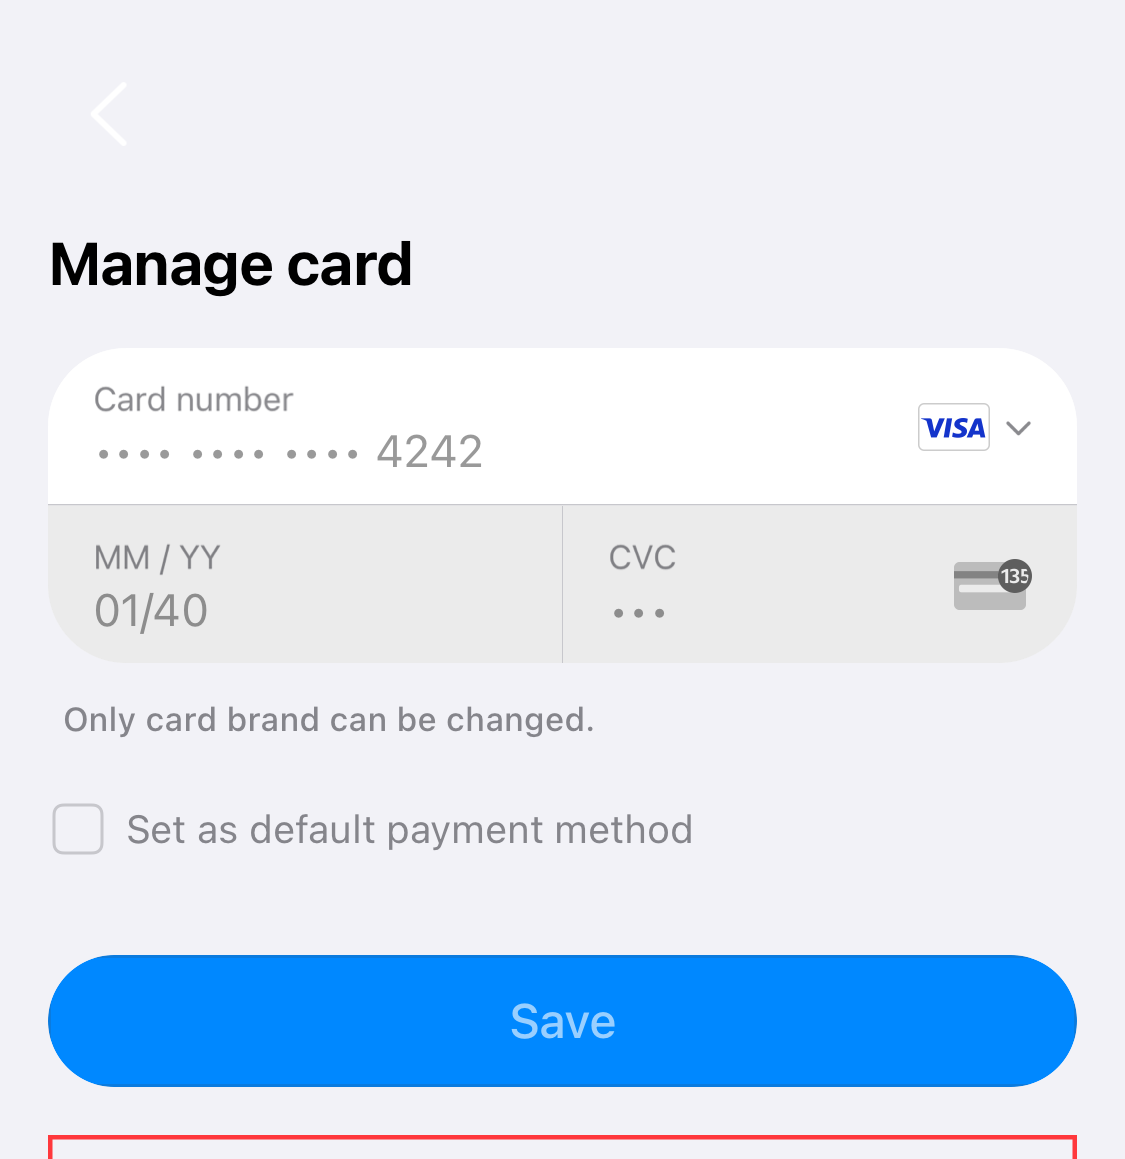 Manage card
Card number
•••• •••• •••• 4242
VISA
MM / YY
01/40
CVC
•••
135
Only card brand can be changed.
Set as default payment method
Save